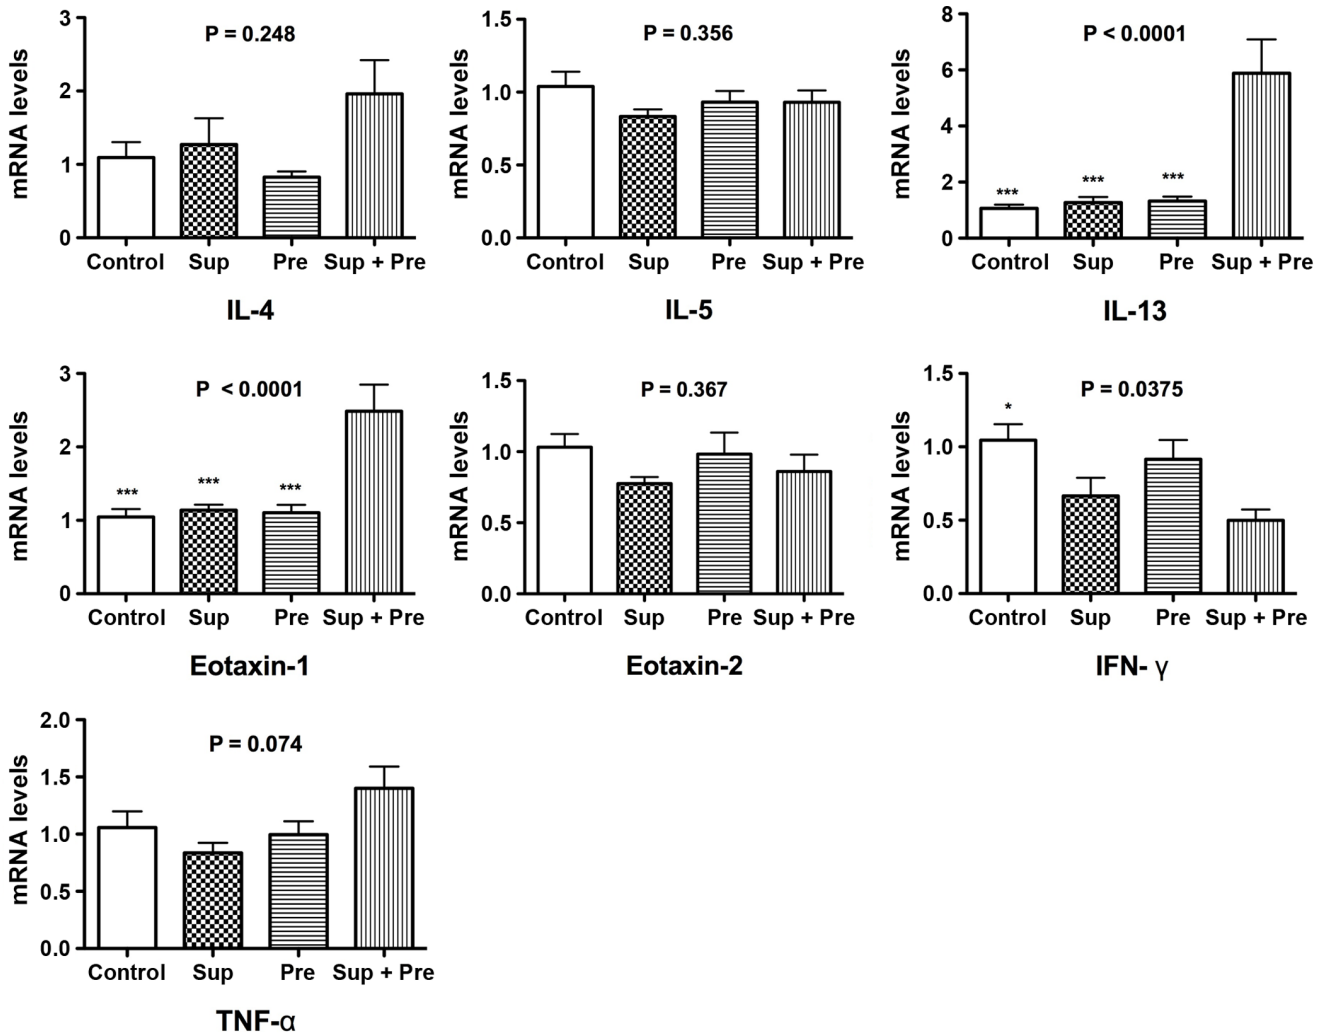 3
2
1
0
mRNA levels
P = 0.248
Control Sup Pre Sup + Pre
IL-4
1.5
1.0
0.5
0.0
mRNA levels
P = 0.356
Control Sup Pre Sup + Pre
IL-5
8
6
4
2
0
mRNA levels
P < 0.0001
*** *** ***
Control Sup Pre Sup + Pre
IL-13
3
2
1
0
mRNA levels
P < 0.0001
*** *** ***
Control Sup Pre Sup + Pre
Eotaxin-1
1.5
1.0
0.5
0.0
mRNA levels
P = 0.367
Control Sup Pre Sup + Pre
Eotaxin-2
1.5
1.0
0.5
0.0
mRNA levels
P = 0.0375
*
Control Sup Pre Sup + Pre
IFN- γ
2.0
1.5
1.0
0.5
0.0
mRNA levels
P = 0.074
Control Sup Pre Sup + Pre
TNF-α